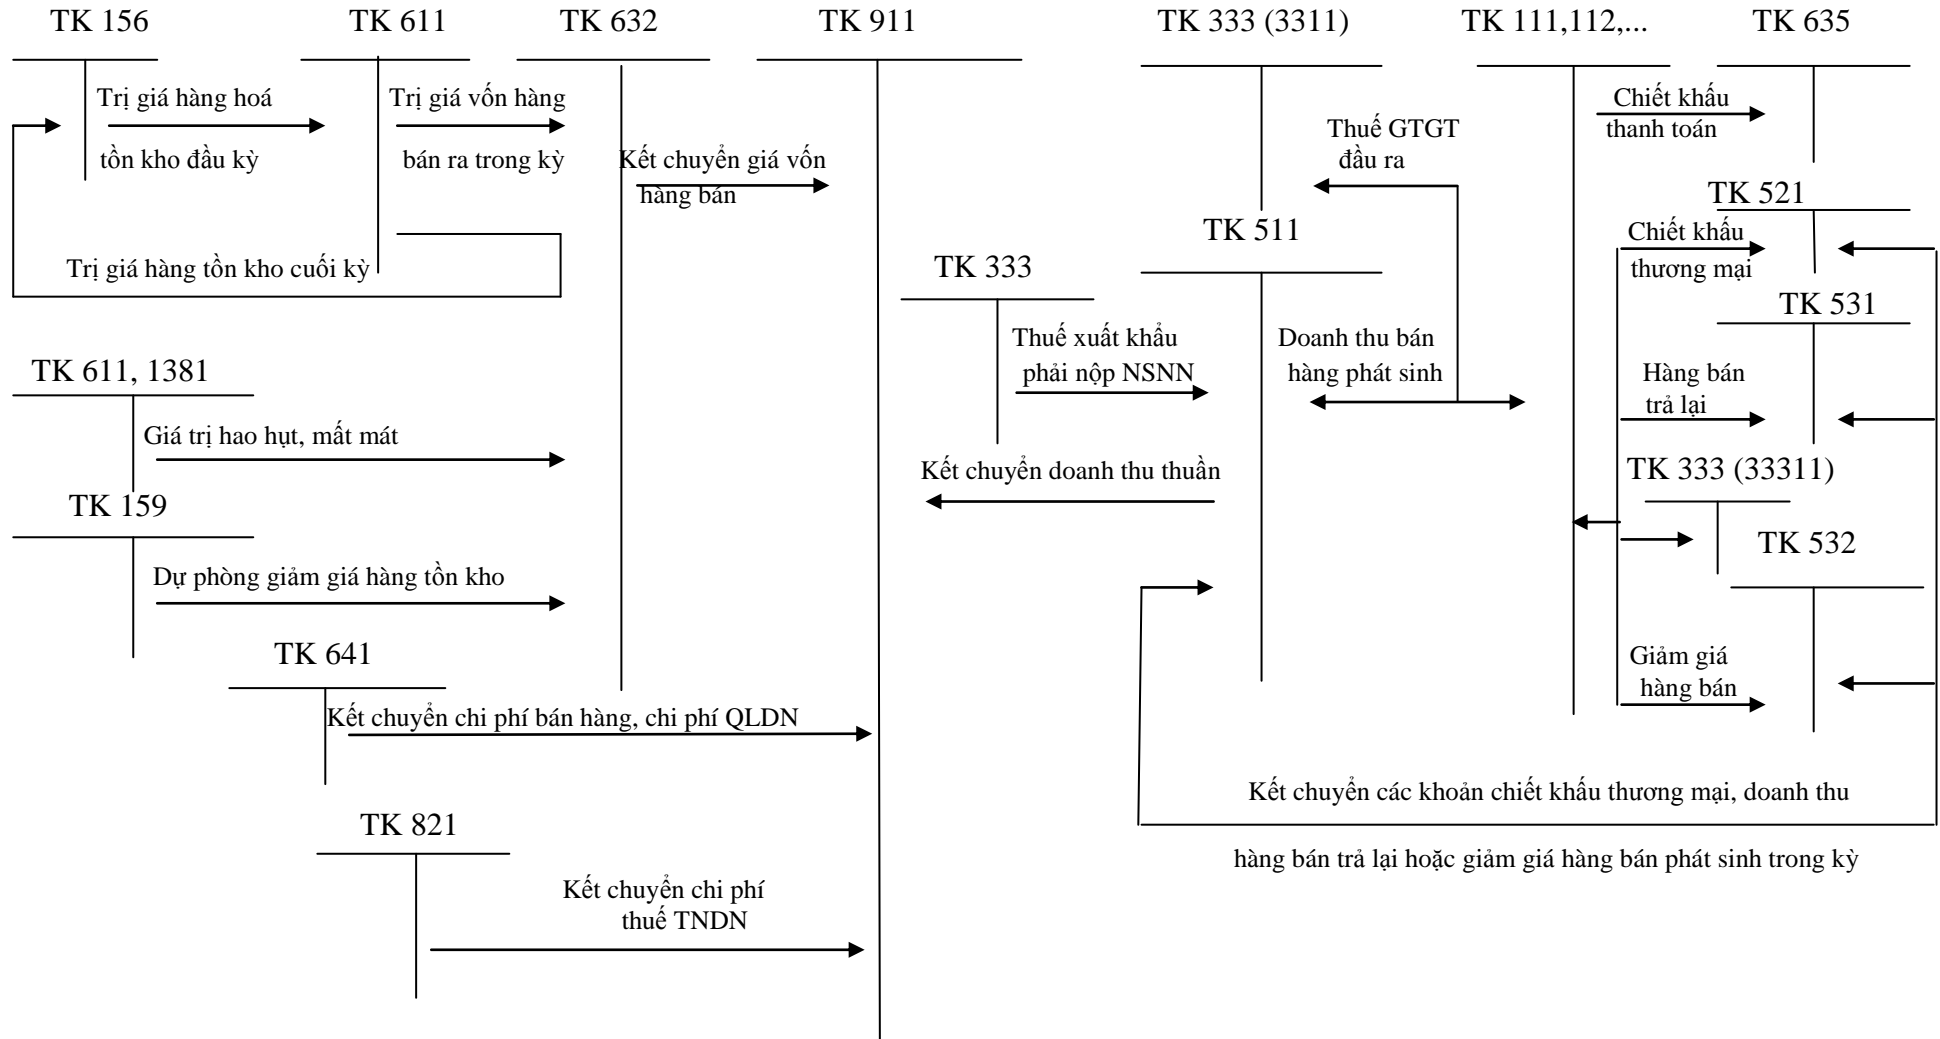 TK 156
TK 611
TK 632
TK 911
TK 333 (3311)
TK 111,112,...
TK 635
Trị giá hàng hoá
tồn kho đầu kỳ
Trị giá vốn hàng
bán ra trong kỳ
Kết chuyển giá vốn
hàng bán
Trị giá hàng tồn kho cuối kỳ
Thuế GTGT
đầu ra
Chiết khấu
thanh toán
TK 521
Chiết khấu
thương mại
TK 511
TK 333
Thuế xuất khẩu
phải nộp NSNN
Doanh thu bán
hàng phát sinh
TK 531
Hàng bán
trả lại
TK 611, 1381
Giá trị hao hụt, mất mát
Kết chuyển doanh thu thuần
TK 333 (33311)
TK 159
Dự phòng giảm giá hàng tồn kho
TK 532
Giảm giá
hàng bán
TK 641
Kết chuyển chi phí bán hàng, chi phí QLDN
Kết chuyển các khoản chiết khấu thương mại, doanh thu
hàng bán trả lại hoặc giảm giá hàng bán phát sinh trong kỳ
TK 821
Kết chuyển chi phí
thuế TNDN